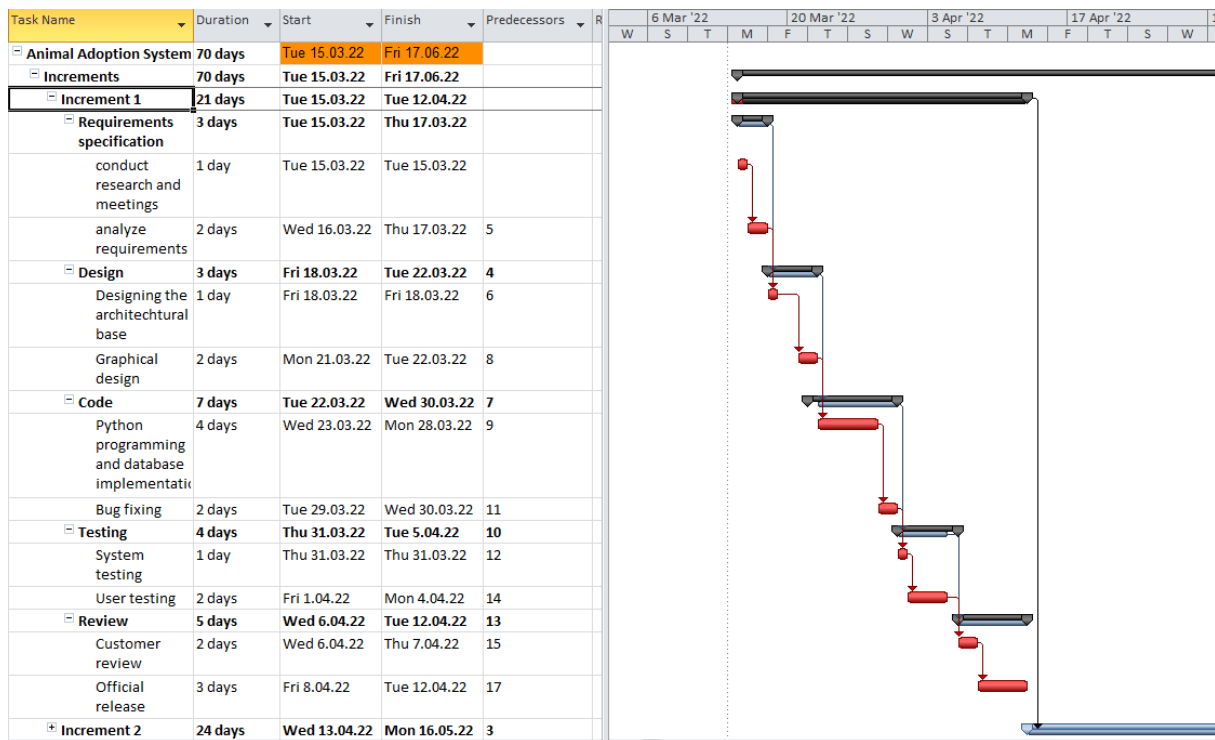 Task Name Duration Start Finish Predecessors R 6 Mar '22 20 Mar '22 3 Apr '22 17 Apr '22 1
W S T M F T S W S T M F T S W
Animal Adoption System 70 days Tue 15.03.22 Fri 17.06.22
Increments 70 days Tue 15.03.22 Fri 17.06.22
Increment 1 21 days Tue 15.03.22 Tue 12.04.22
Requirements 3 days Tue 15.03.22 Thu 17.03.22
specification
conduct 1 day Tue 15.03.22 Tue 15.03.22
research and
meetings
analyze 2 days Wed 16.03.22 Thu 17.03.22 5
requirements
Design 3 days Fri 18.03.22 Tue 22.03.22 4
Designing the 1 day Fri 18.03.22 Fri 18.03.22 6
architechtural
base
Graphical 2 days Mon 21.03.22 Tue 22.03.22 8
design
Code 7 days Tue 22.03.22 Wed 30.03.22 7
Python 4 days Wed 23.03.22 Mon 28.03.22 9
programming
and database
implementatio
Bug fixing 2 days Tue 29.03.22 Wed 30.03.22 11
Testing 4 days Thu 31.03.22 Tue 5.04.22 10
System 1 day Thu 31.03.22 Thu 31.03.22 12
testing
User testing 2 days Fri 1.04.22 Mon 4.04.22 14
Review 5 days Wed 6.04.22 Tue 12.04.22 13
Customer 2 days Wed 6.04.22 Thu 7.04.22 15
review
Official 3 days Fri 8.04.22 Tue 12.04.22 17
release
Increment 2 24 days Wed 13.04.22 Mon 16.05.22 3